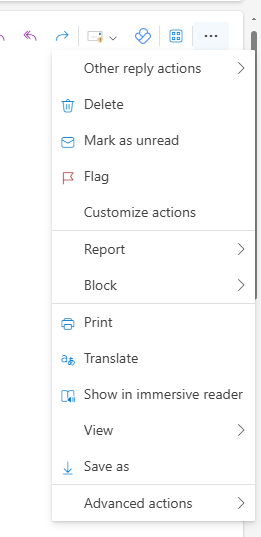 Other reply actions
Delete
Mark as unread
Flag
Customize actions
Report
Block
Print
Translate
Show in immersive reader
View
Save as
Advanced actions